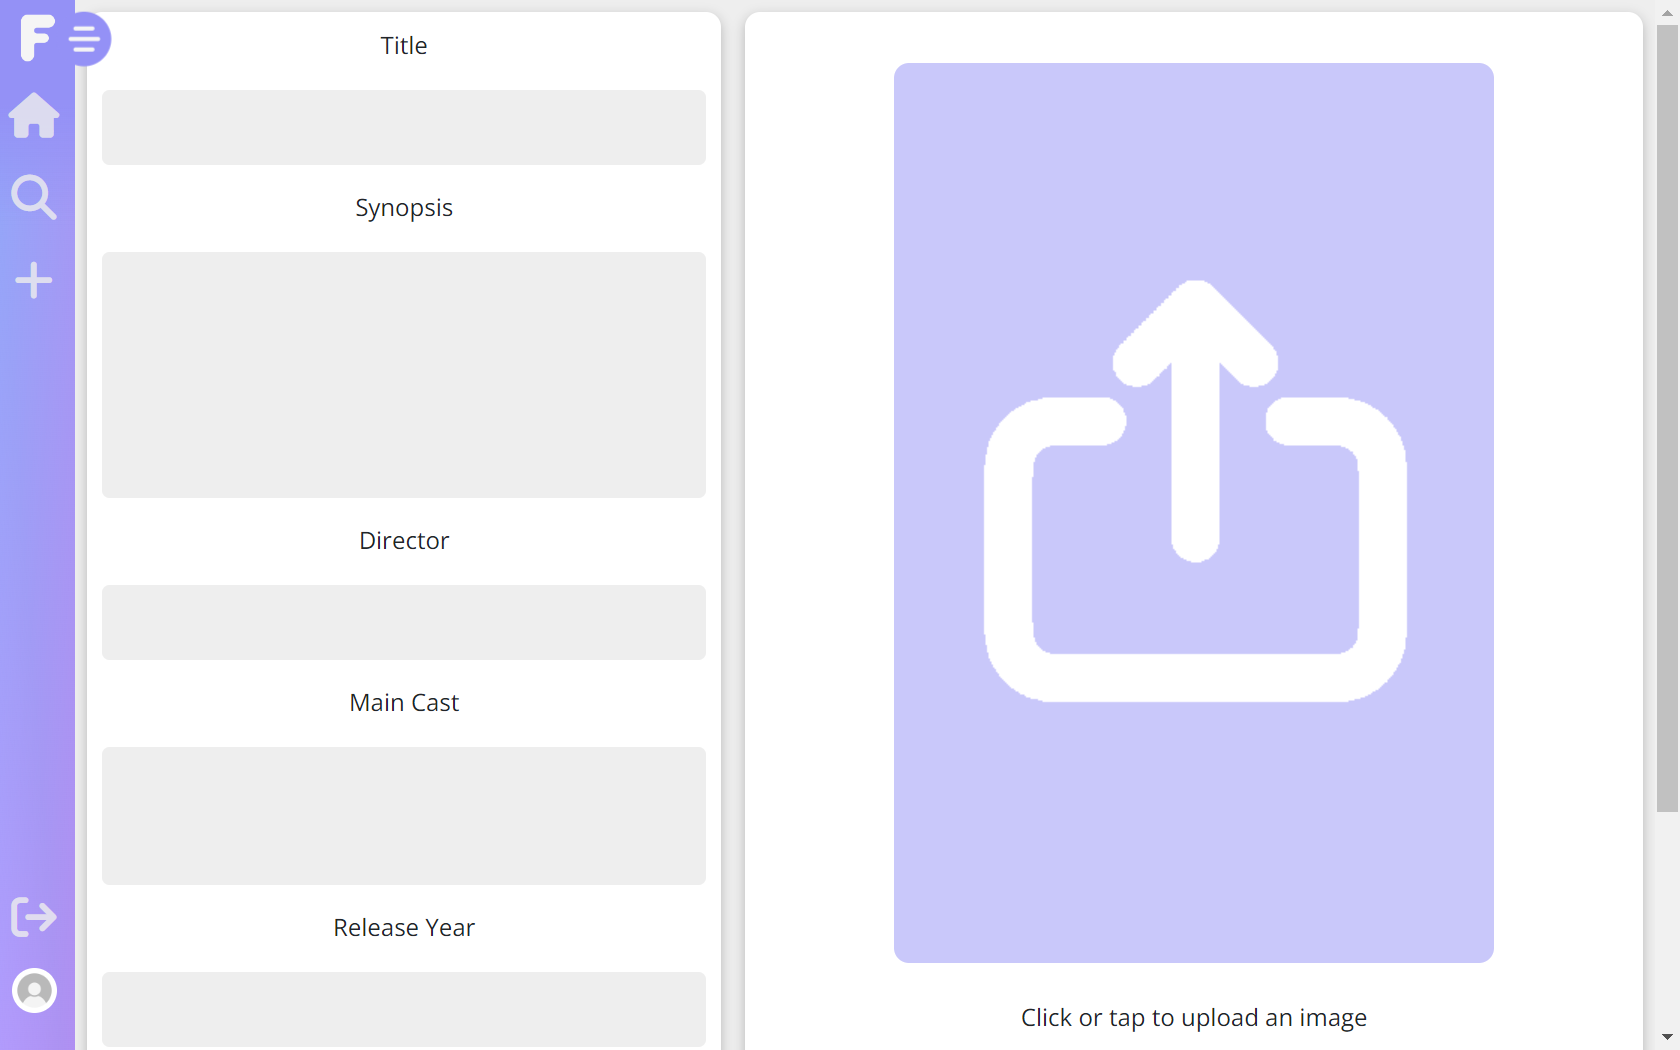 F
Title
Synopsis
Director
Main Cast
Release Year
Click or tap to upload an image